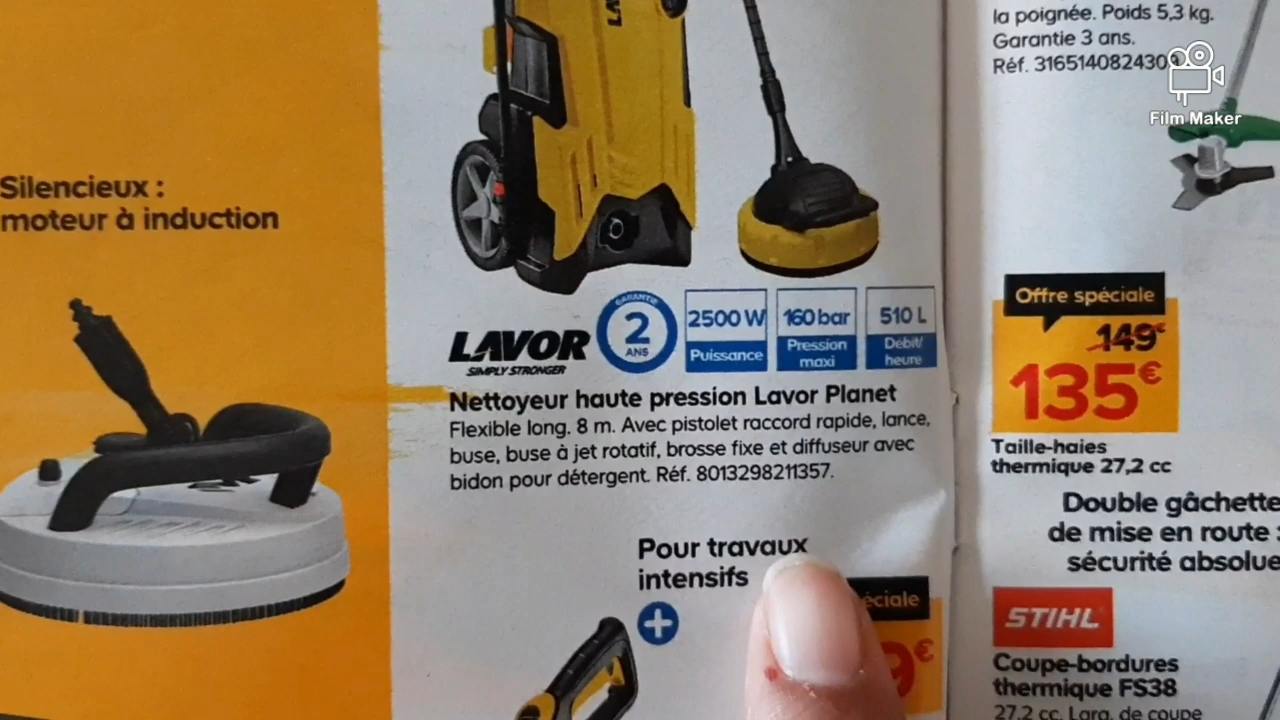 Silencieux :
moteur à induction
LAVOR
LAVOR
SIMPLY STRONGER
GARANTIE
2
ANS
2500 W
Puissance
160 bar
Pression
maxi
510 L
Débit/
heure
Nettoyeur haute pression Lavor Planet
Flexible long. 8 m. Avec pistolet raccord rapide, lance,
buse, buse à jet rotatif, brosse fixe et diffuseur avec
bidon pour détergent. Réf. 8013298211357.
Pour travaux
intensifs
+
9€
la poignée. Poids 5,3 kg.
Garantie 3 ans.
Film Maker
Réf.
Offre spéciale
149€
135€
Taille-haies
thermique 27,2 cc
Double gâchette
de mise en route :
sécurité absolue
STIHL
Coupe-bordures
thermique FS38
27,2 cc. Larg. de coupe